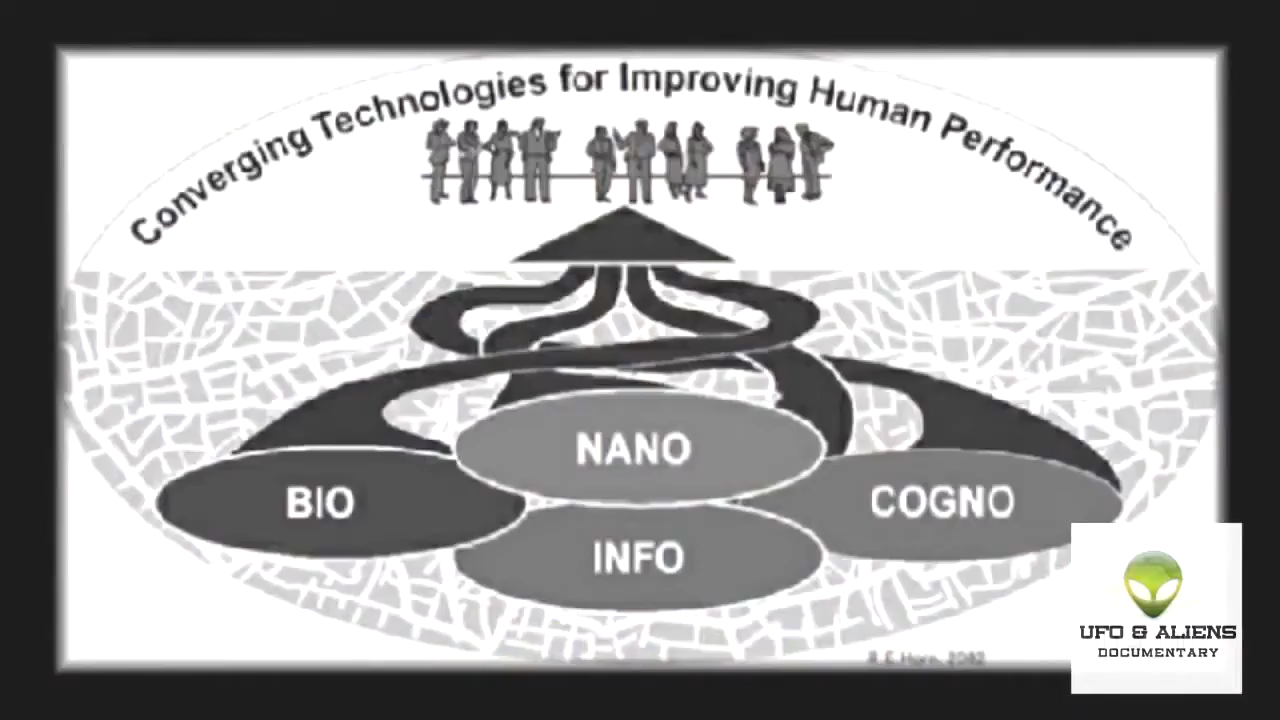 Converging Technologies for Improving Human Performance
NANO
BIO
COGNO
INFO
UFO & ALIENS
DOCUMENTARY